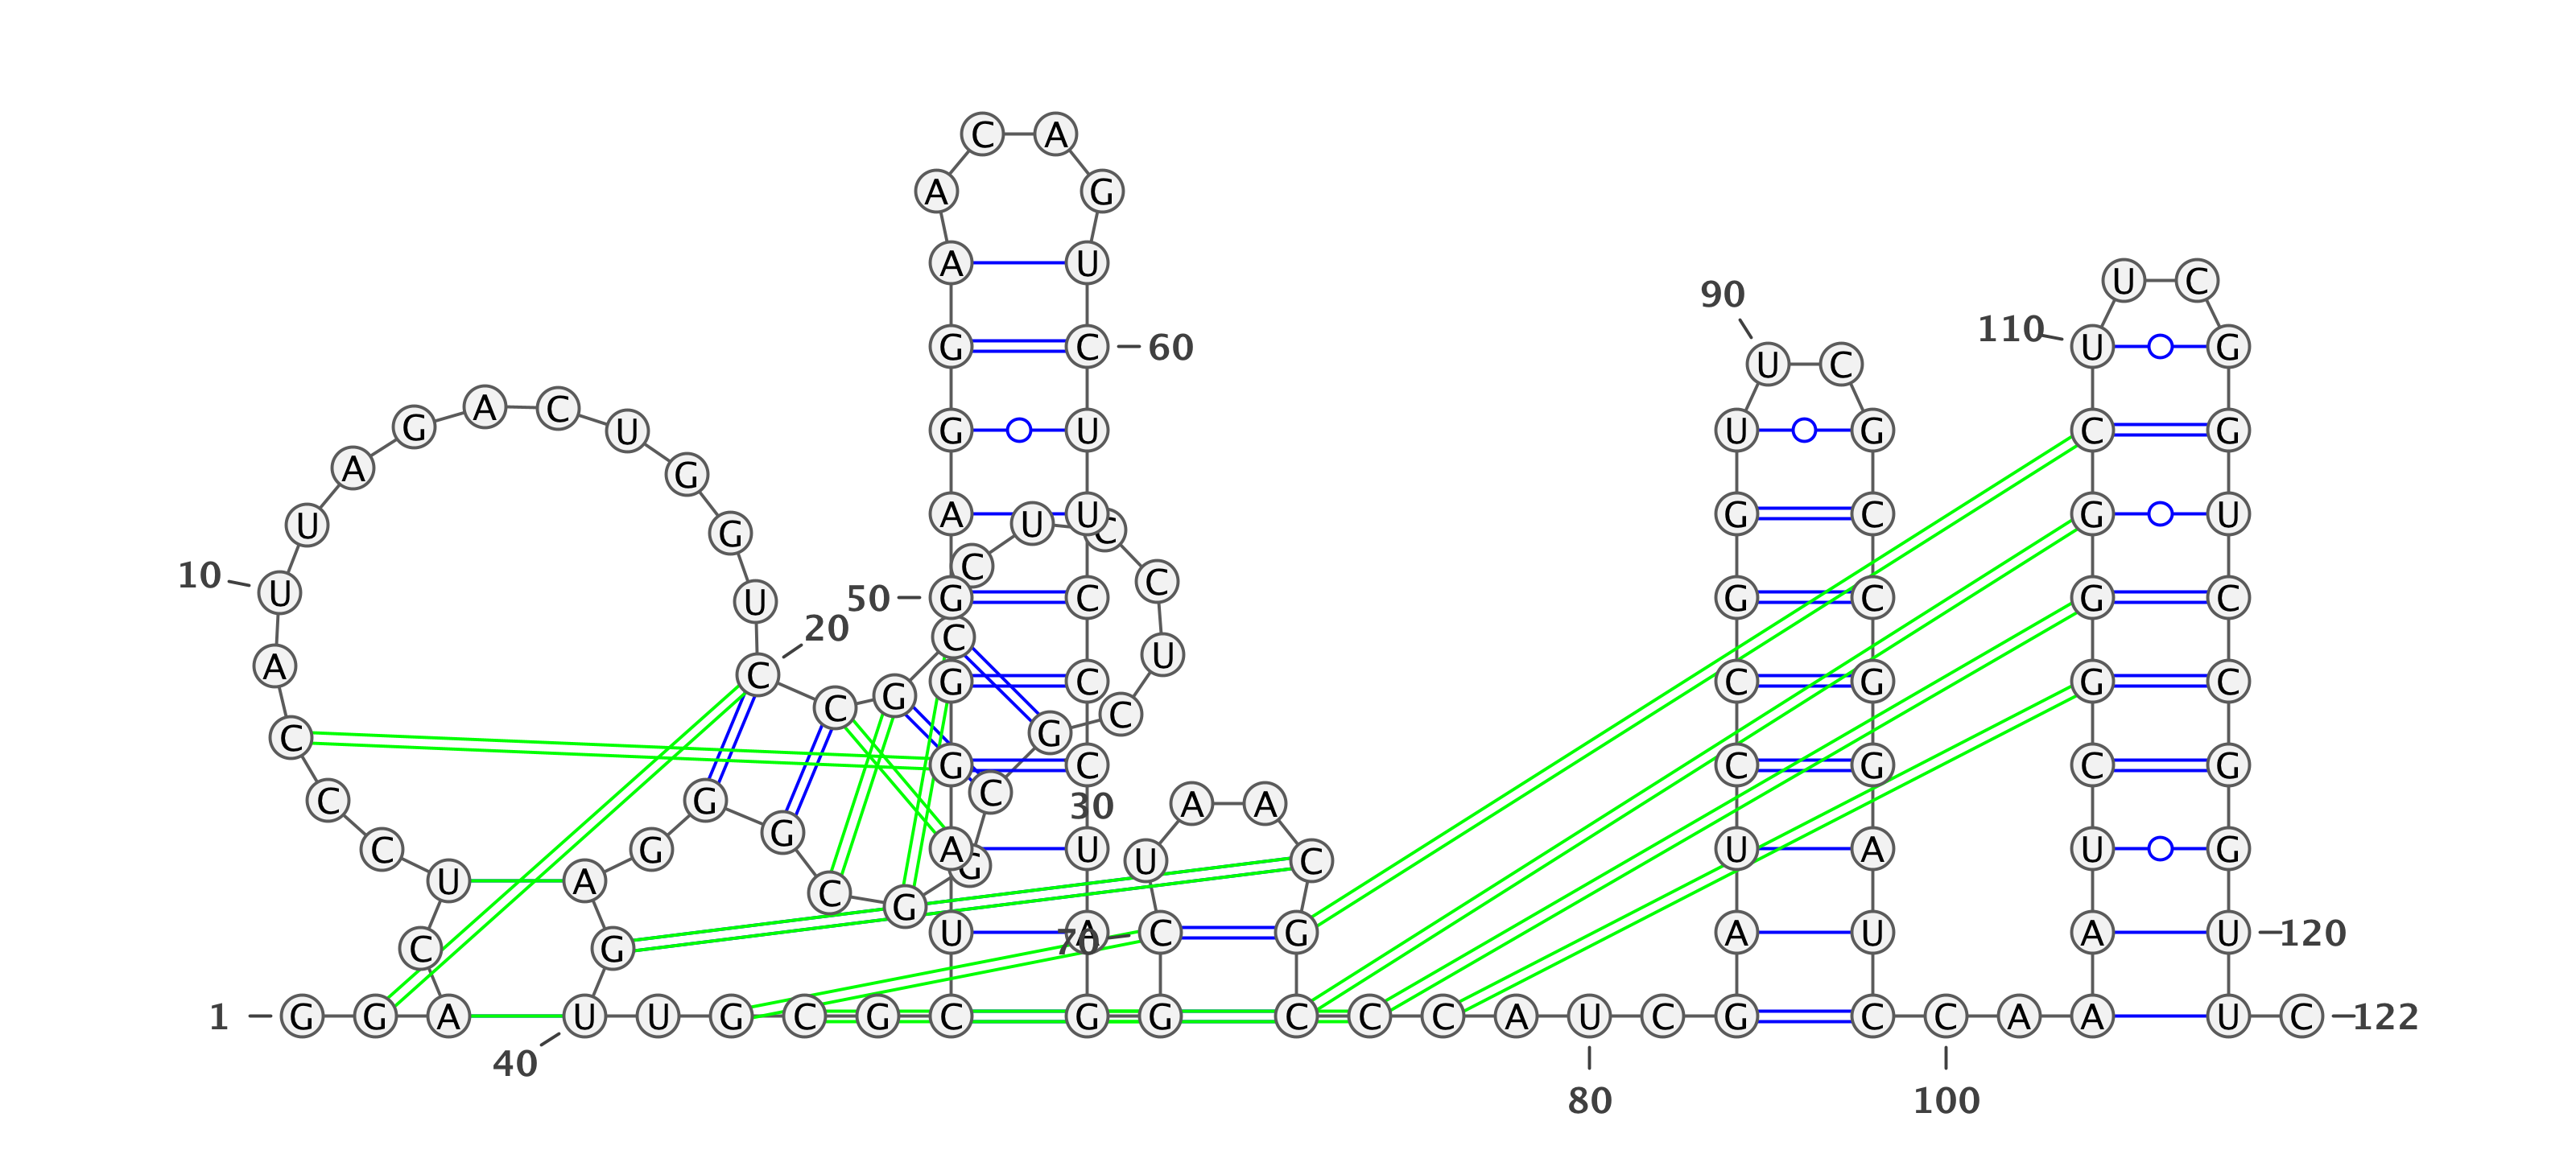 C A
A G
A U
U C
90
110
G C 60 U G
U C
A C
G U G U U G C G
A G
U A U U C G C G U
G
C
10 C
U U 50 G C G C G C
20
C
U
A C G C C G G C
G C C
C G
G C C G C G
C G C 30 A A
G
C G A U U A U G
U G C
U A
C G
U A 70 C G A U A U 120
C G
1 G G A U U G C G C G G C C C A U C G C C A A U C 122
40
80 100